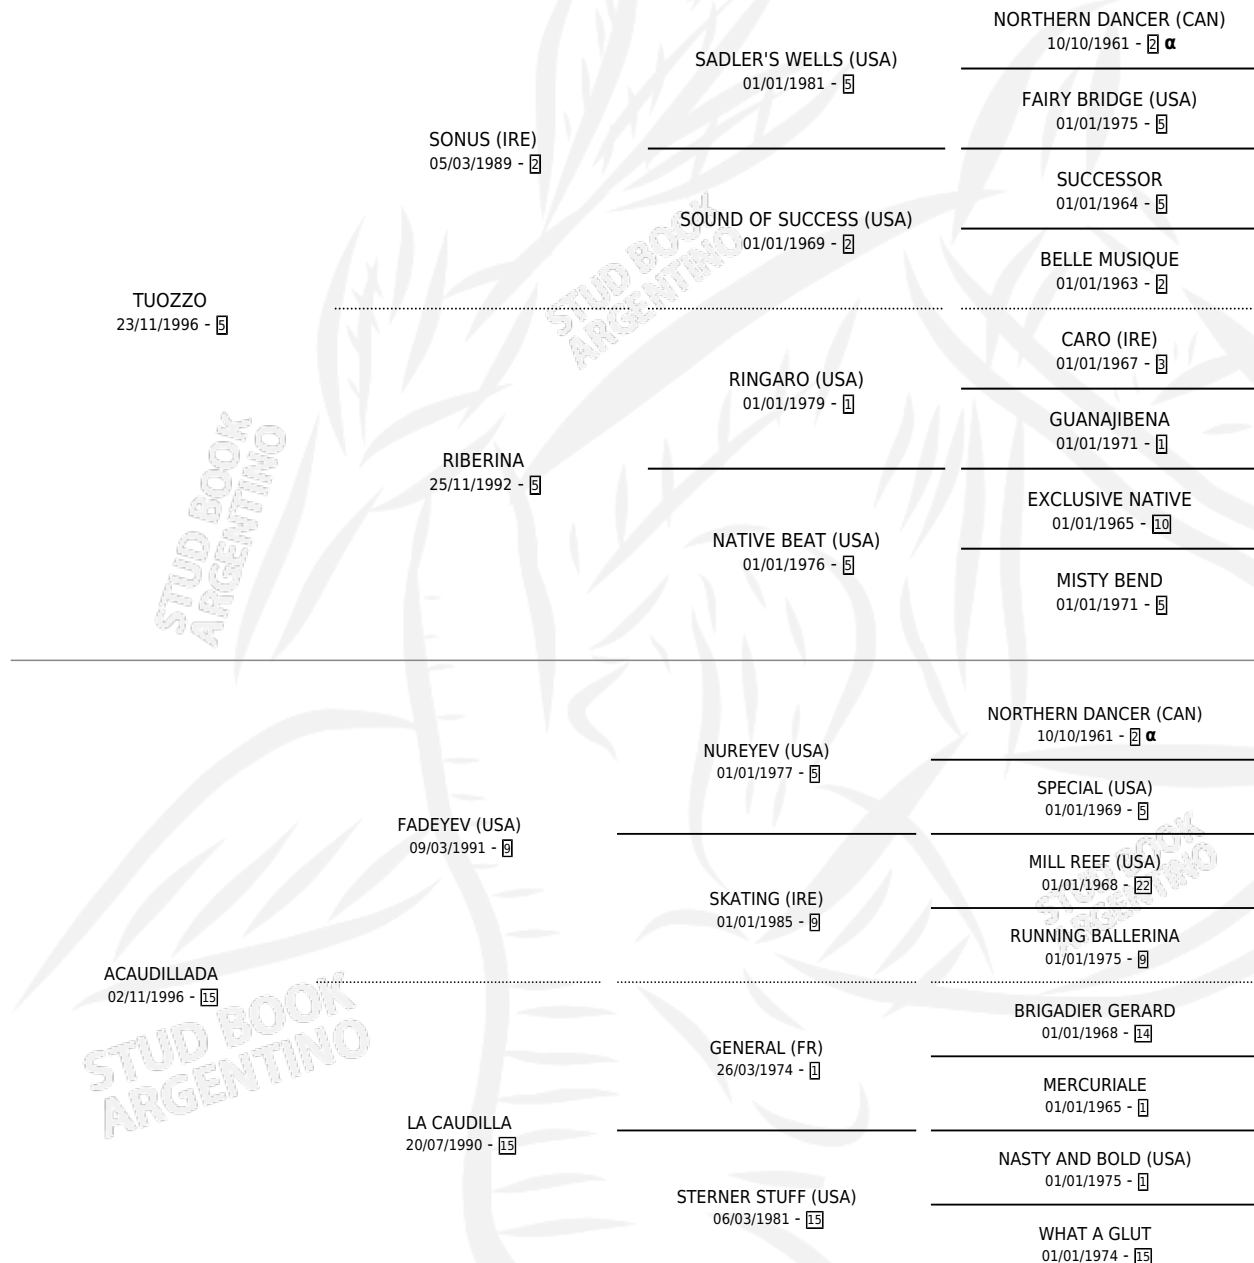 NORTHERN DANCER (CAN)
10/10/1961 - 2 α
SADLER'S WELLS (USA)
01/01/1981 - 5
FAIRY BRIDGE (USA)
01/01/1975 - 5
SONUS (IRE)
05/03/1989 - 2
SUCCESSOR
01/01/1964 - 5
SOUND OF SUCCESS (USA)
01/01/1969 - 2
BELLE MUSIQUE
01/01/1963 - 2
TUOZZO
23/11/1996 - 5
STUD BOOK
ARGENTINO
CARO (IRE)
01/01/1967 - 3
RINGARO (USA)
01/01/1979 - 1
GUANAJIBENA
01/01/1971 - 1
RIBERINA
25/11/1992 - 5
EXCLUSIVE NATIVE
01/01/1965 - 10
NATIVE BEAT (USA)
01/01/1976 - 5
MISTY BEND
01/01/1971 - 5
STUD BOOK
ARGENTINO
NORTHERN DANCER (CAN)
10/10/1961 - 2 α
NUREYEV (USA)
01/01/1977 - 5
SPECIAL (USA)
01/01/1969 - 5
FADEYEV (USA)
09/03/1991 - 9
MILL REEF (USA)
01/01/1968 - 22
STUD BOOK
ARGENTINO
SKATING (IRE)
01/01/1985 - 9
RUNNING BALLERINA
01/01/1975 - 9
ACAUDILLADA
02/11/1996 - 15
STUD BOOK
ARGENTINO
BRIGADIER GERARD
01/01/1968 - 14
GENERAL (FR)
26/03/1974 - 1
MERCURIALE
01/01/1965 - 1
LA CAUDILLA
20/07/1990 - 15
NASTY AND BOLD (USA)
01/01/1975 - 1
STERNER STUFF (USA)
06/03/1981 - 15
WHAT A GLUT
01/01/1974 - 15